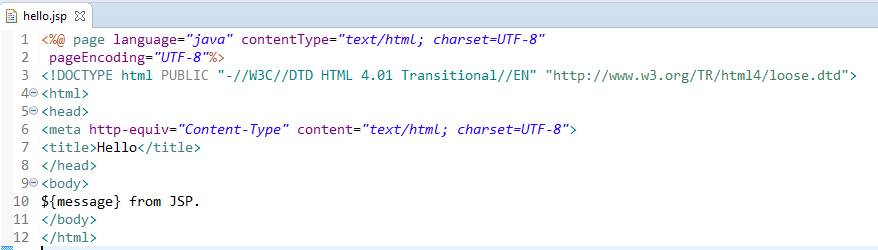 hello.jsp
1 <%@ page language="java" contentType="text/html; charset=UTF-8"
2  pageEncoding="UTF-8"%>
3 <!DOCTYPE html PUBLIC "-//W3C//DTD HTML 4.01 Transitional//EN" "http://www.w3.org/TR/html4/loose.dtd">
4 <html>
5 <head>
6 <meta http-equiv="Content-Type" content="text/html; charset=UTF-8">
7 <title>Hello</title>
8 </head>
9 <body>
10 ${message} from JSP.
11 </body>
12 </html>